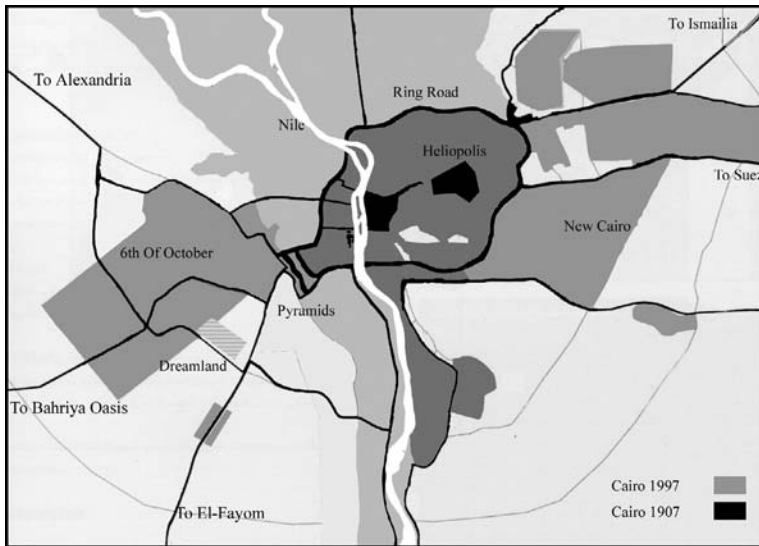 To Ismailia
To Alexandria
Ring Road
Nile
Heliopolis
To Suez
6th Of October
New Cairo
Pyramids
Dreamland
To Bahriya Oasis
Cairo 1997
To El-Fayom
Cairo 1907